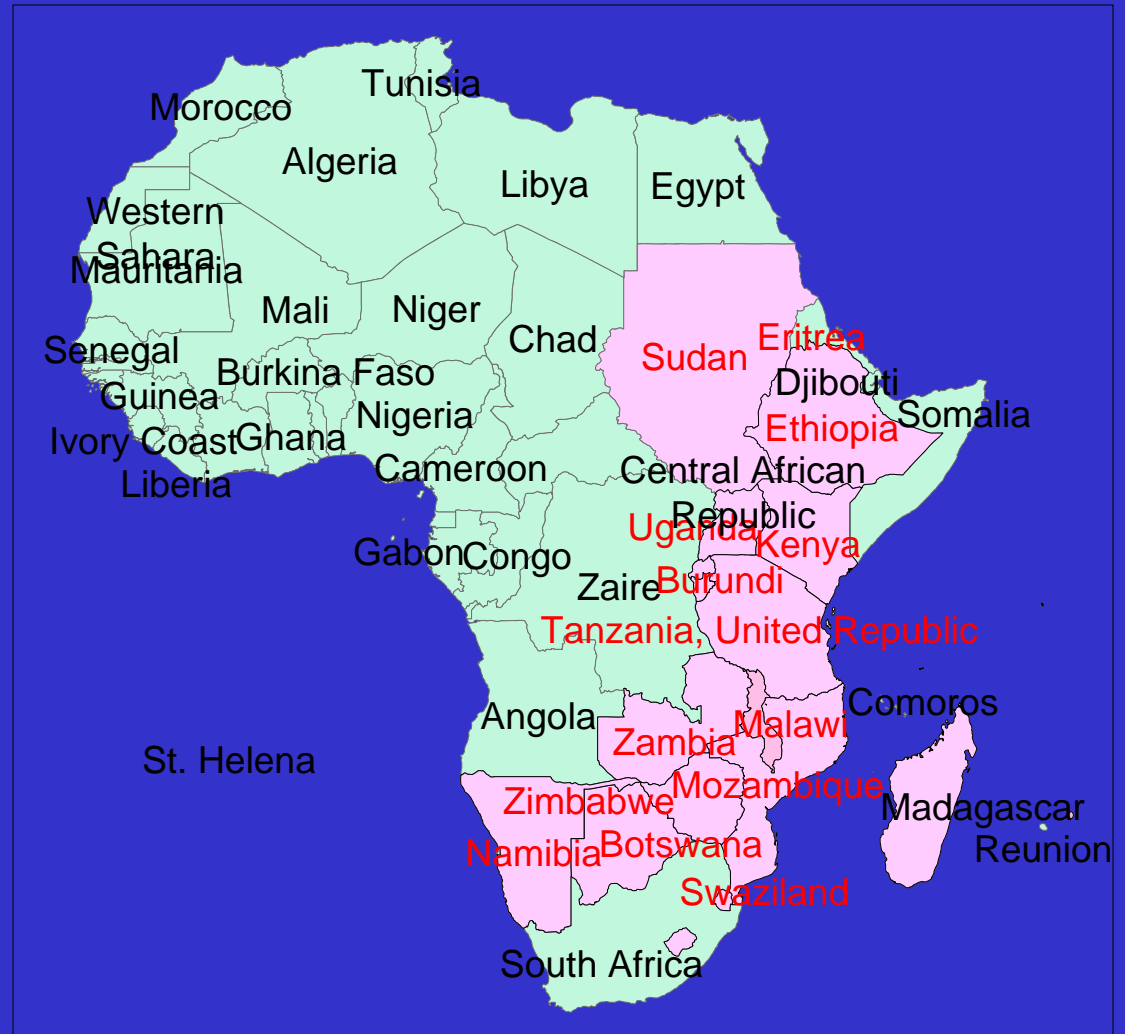 Tunisia
Morocco
Algeria
Libya
Egypt
Western
Sahara
Mauritania
Mali
Niger
Chad
Eritrea
Sudan
Senegal
Burkina Faso
Djibouti
Guinea
Nigeria
Somalia
Ethiopia
Ivory Coast
Ghana
Cameroon
Central African
Republic
Liberia
Uganda
Kenya
Gabon
Congo
Zaire
Burundi
Tanzania, United Republic
Comoros
Angola
Malawi
Zambia
St. Helena
Mozambique
Zimbabwe
Madagascar
Namibia
Botswana
Reunion
Swaziland
South Africa